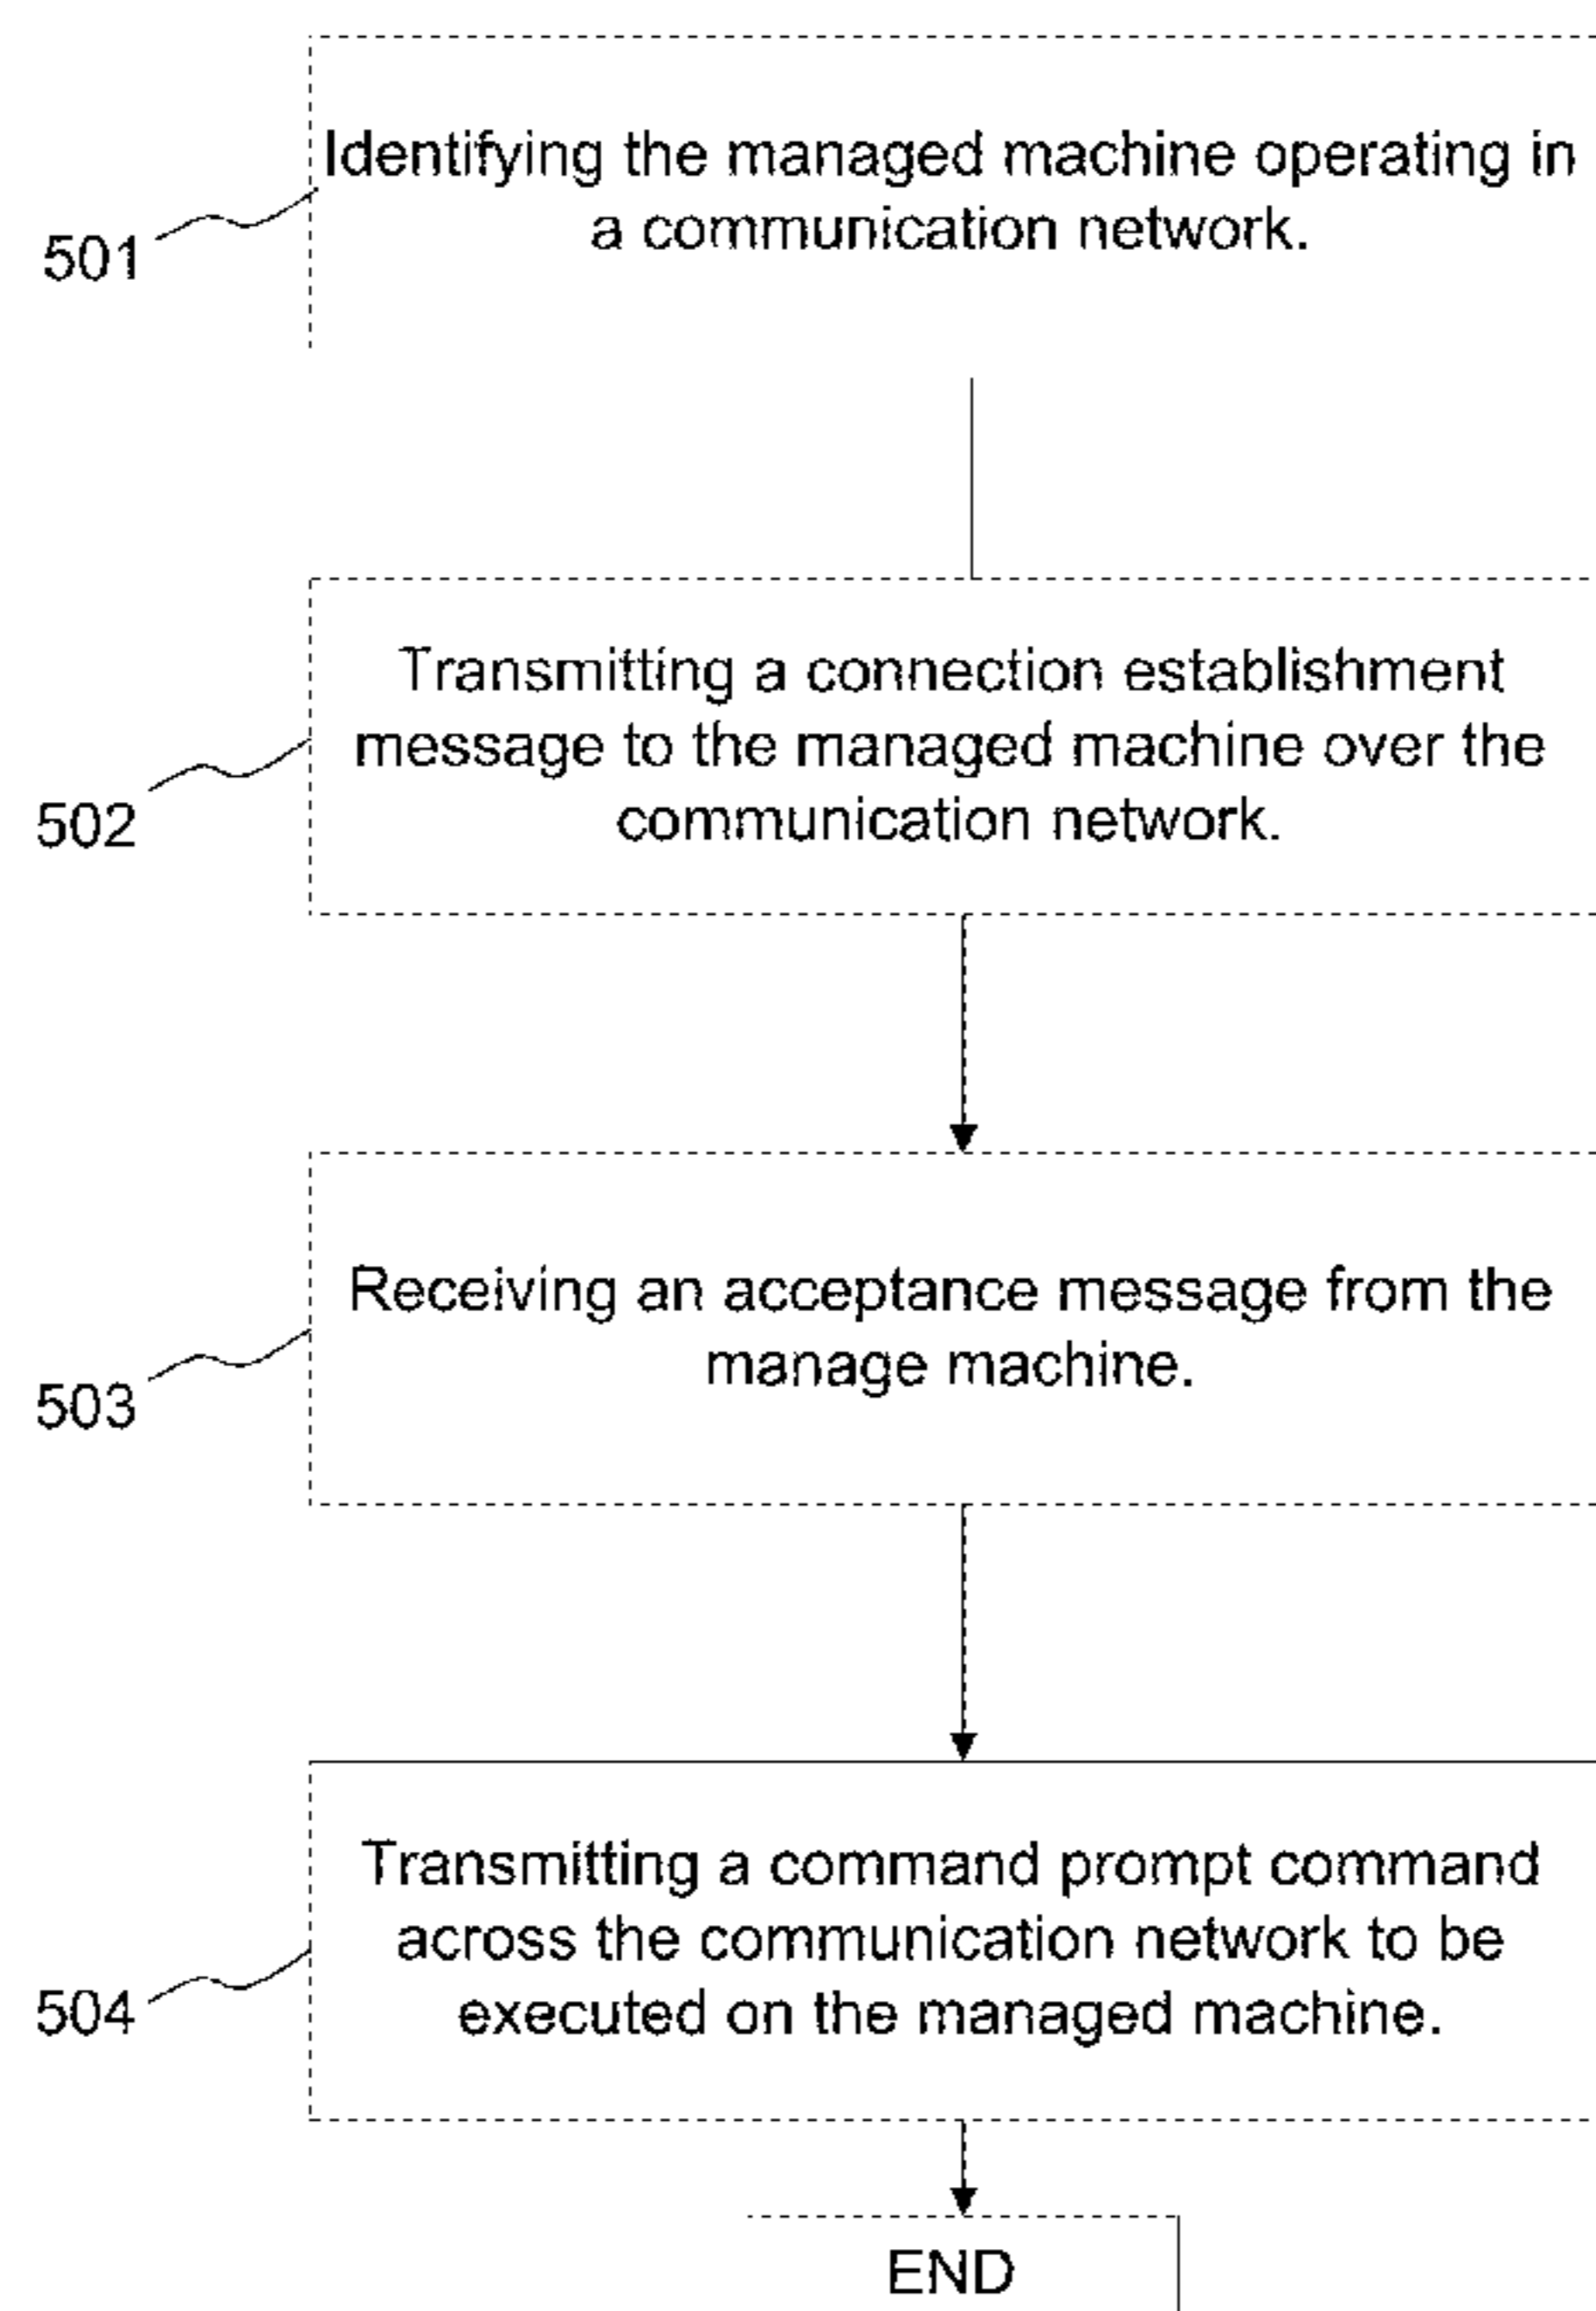 Identifying the managed machine operating in
a communication network.
501
Transmitting a connection establishment
message to the managed machine over the
communication network.
502
Receiving an acceptance message from the
manage machine.
503
Transmitting a command prompt command
across the communication network to be
executed on the managed machine.
504
END